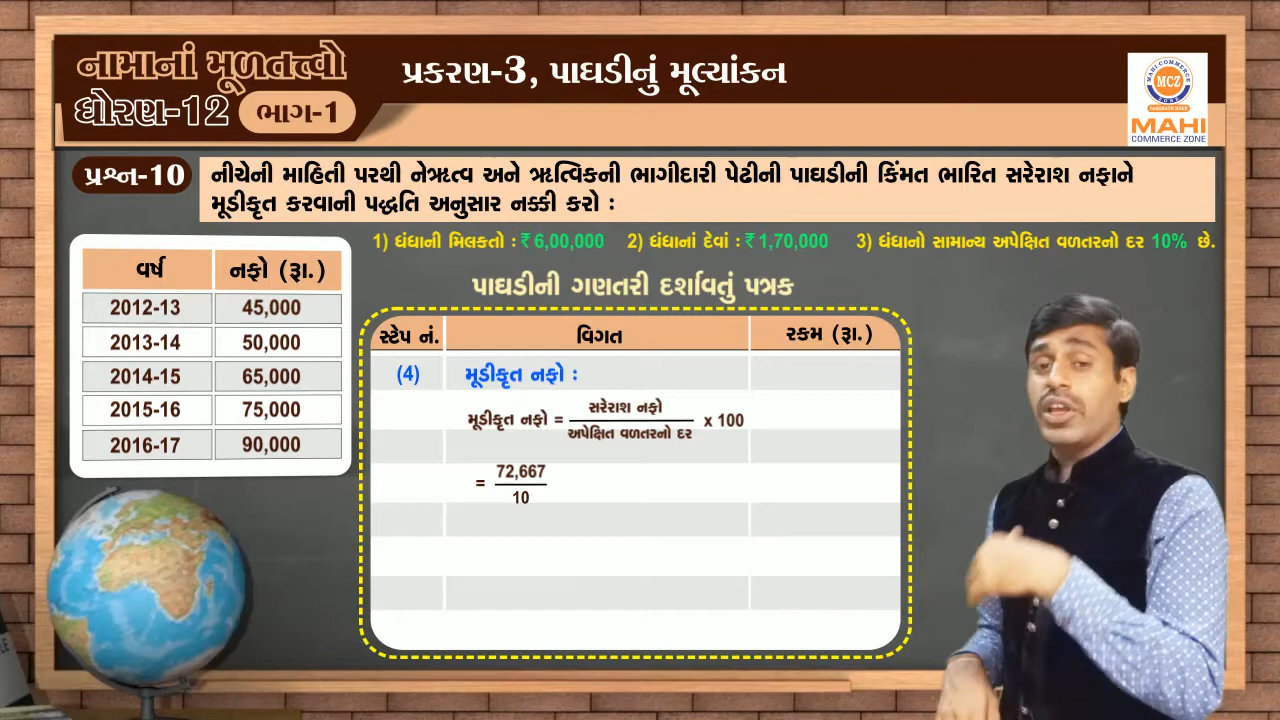 નામાનાં મૂળતત્ત્વો
ધોરણ-12 ભાગ-1
પ્રકરણ-3, પાઘડીનું મૂલ્યાંકન
MAHI COMMERCE
MCZ
ZONE
MAHI
COMMERCE ZONE
પ્રશ્ન-10
નીચેની માહિતી પરથી નેઋત્વ અને ઋત્વિકની ભાગીદારી પેઢીની પાઘડીની કિંમત ભારિત સરેરાશ નફાને
મૂડીકૃત કરવાની પદ્ધતિ અનુસાર નક્કી કરો :
1) ધંધાની મિલકતો : ₹ 6,00,000 2) ધંધાનાં દેવાં : ₹ 1,70,000 3) ધંધાનો સામાન્ય અપેક્ષિત વળતરનો દર 10% છે.
વર્ષ નફો (રૂા.)
2012-13 45,000
2013-14 50,000
2014-15 65,000
2015-16 75,000
2016-17 90,000
પાઘડીની ગણતરી દર્શાવતું પત્રક
સ્ટેપ નં. વિગત રકમ (રૂા.)
(4) મૂડીકૃત નફો :
મૂડીકૃત નફો = સરેરાશ નફો
અપેક્ષિત વળતરનો દર x 100
= 72,667
10